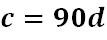 c = 90d